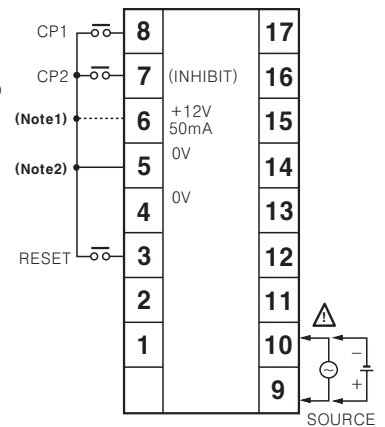 CP1 8 17
CP2 7 (INHIBIT) 16
(Note1) 6 +12V 50mA 15
(Note2) 5 0V 14
4 0V 13
RESET 3 12
2 11
1 10
9
− ~ +
SOURCE